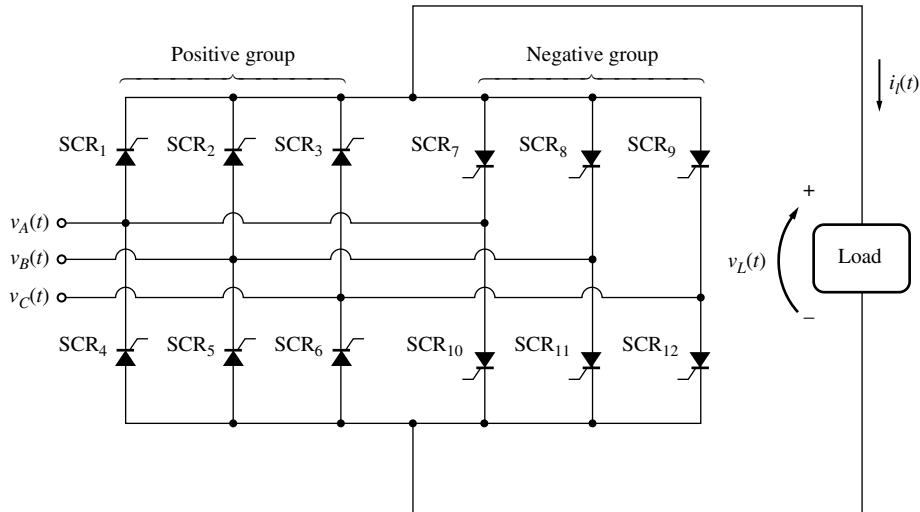 Positive group
Negative group
i_l(t)
SCR₁
SCR₂
SCR₃
SCR₇
SCR₈
SCR₉
+
v_A(t)
v_B(t)
v_L(t)
Load
v_C(t)
–
SCR₄
SCR₅
SCR₆
SCR₁₀
SCR₁₁
SCR₁₂